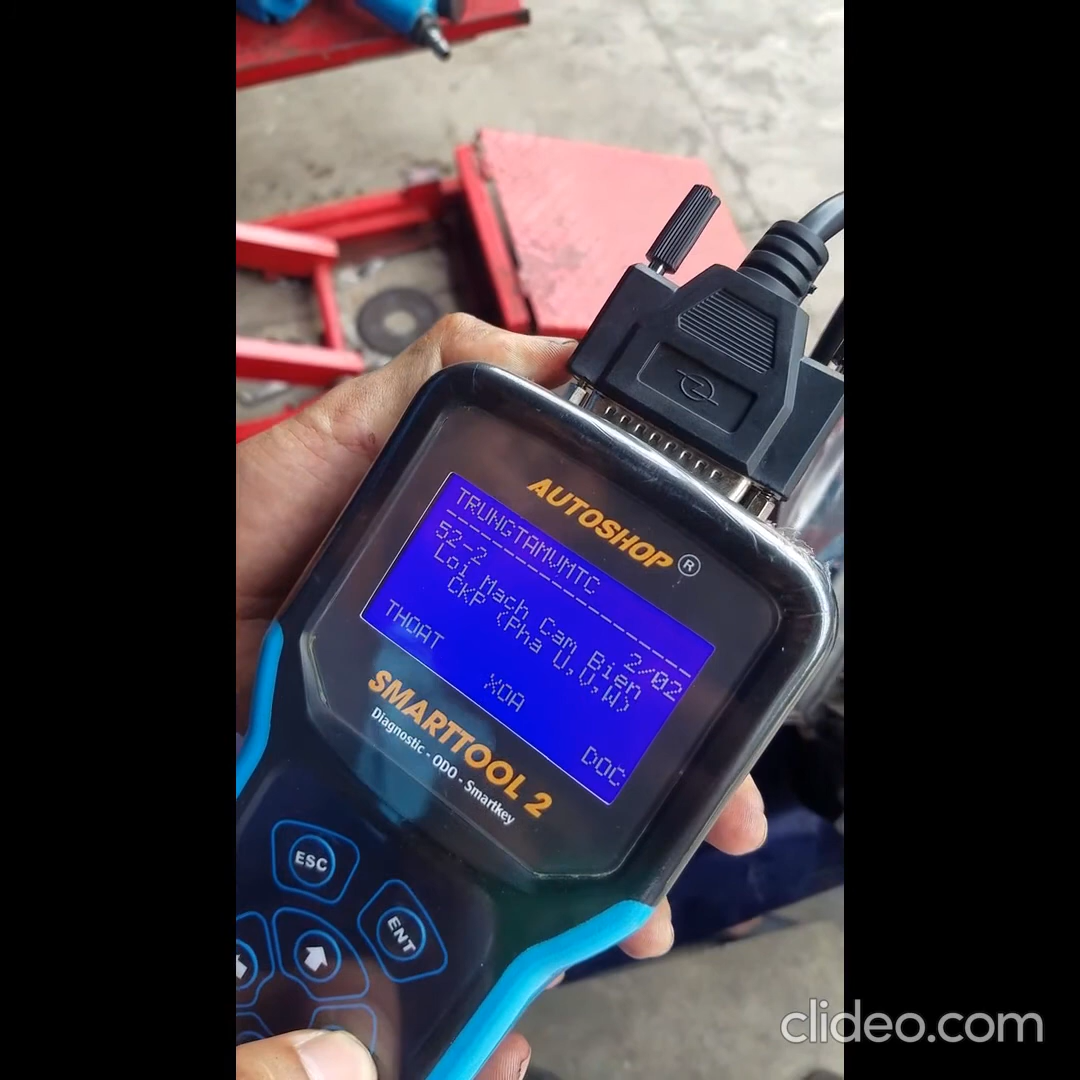 AUTOSHOP ®
TRUNGTAMVMTC
--------------------
52-2 2/02
Loi Mach Cam Bien
CKP (Pha U,V,W)
THOAT XOA DOC
SMARTTOOL 2
Diagnostic - ODO - Smartkey
ESC
ENT
clideo.com